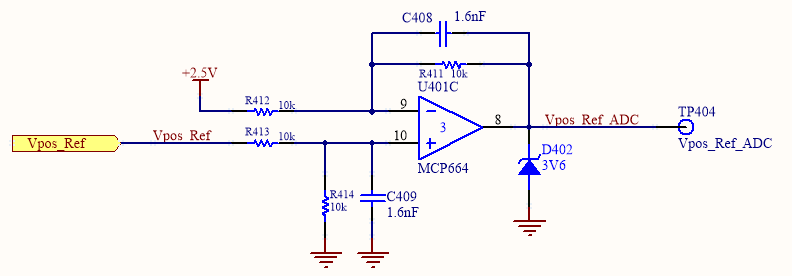 C408 1.6nF
R411 10k
+2.5V
U401C
R412 10k
9
8
3
Vpos_Ref_ADC
TP404
Vpos_Ref
Vpos_Ref
R413 10k
10
Vpos_Ref_ADC
D402
3V6
MCP664
R414
10k
C409
1.6nF